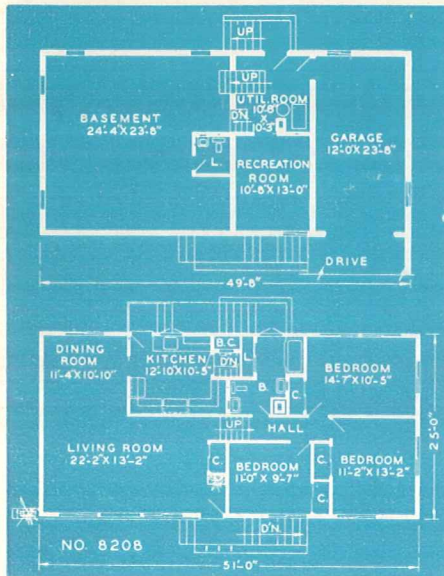 UP
UP
UTIL. ROOM
10'-8"
X
10'-3"
D'N.
BASEMENT
24'-4"X23'-8"
L.
GARAGE
12'-0"X23'-8"
RECREATION
ROOM
10'-8"X13'-0"
DRIVE
49'-8"
DINING
ROOM
11'-4"X10'-10"
KITCHEN
12'-10"X10'-5"
B.C.
D'N
L.
B.
C.
BEDROOM
14'-7"X10'-5"
UP
HALL
LIVING ROOM
22'-2"X13'-2"
C.
BEDROOM
11'-0"X 9'-7"
C.
C.
BEDROOM
11'-2"X13'-2"
25'-0"
NO. 8208
D'N.
51'-0"